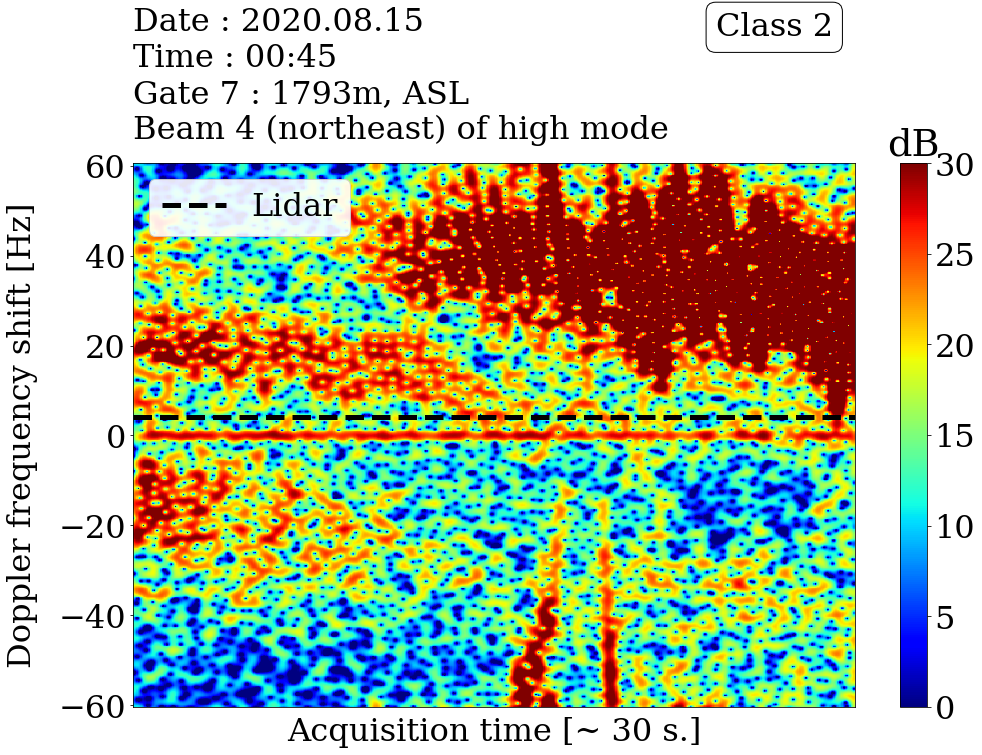 Date : 2020.08.15
Time : 00:45
Gate 7 : 1793m, ASL
Beam 4 (northeast) of high mode
Class 2
dB
Lidar
Doppler frequency shift [Hz]
60
40
20
0
−20
−40
−60
Acquisition time [~ 30 s.]
30
25
20
15
10
5
0